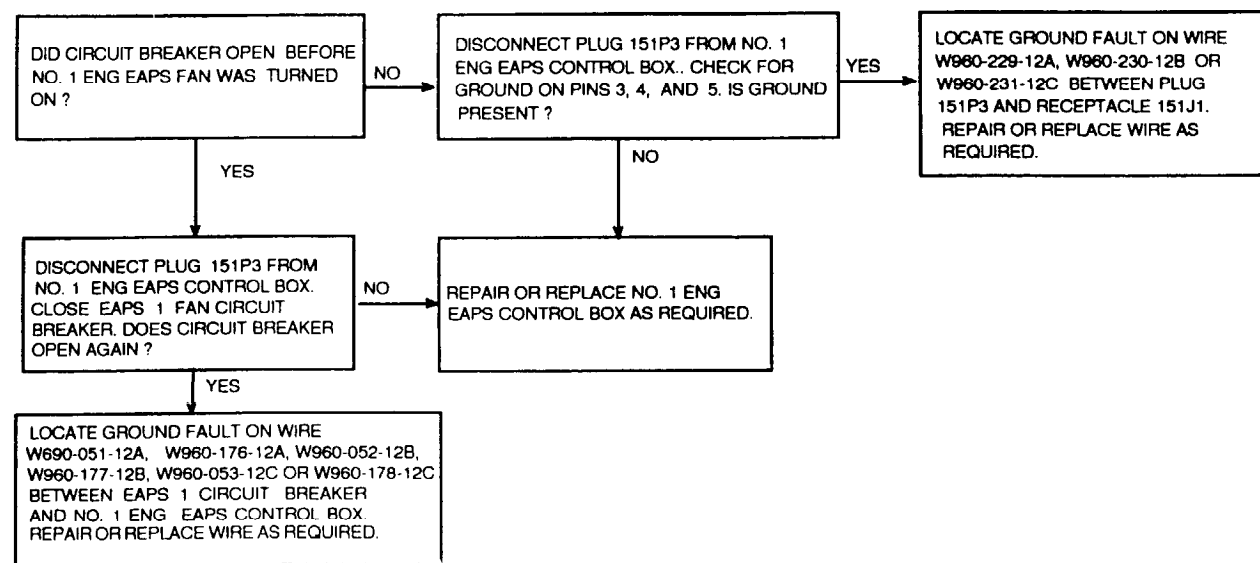 DID CIRCUIT BREAKER OPEN BEFORE
NO. 1 ENG EAPS FAN WAS TURNED
ON ?
NO
DISCONNECT PLUG 151P3 FROM NO. 1
ENG EAPS CONTROL BOX.. CHECK FOR
GROUND ON PINS 3, 4, AND 5. IS GROUND
PRESENT ?
YES
LOCATE GROUND FAULT ON WIRE
W960-229-12A, W960-230-12B OR
W960-231-12C BETWEEN PLUG
151P3 AND RECEPTACLE 151J1.
REPAIR OR REPLACE WIRE AS
REQUIRED.
YES
NO
DISCONNECT PLUG 151P3 FROM
NO. 1 ENG EAPS CONTROL BOX.
CLOSE EAPS 1 FAN CIRCUIT
BREAKER. DOES CIRCUIT BREAKER
OPEN AGAIN ?
NO
REPAIR OR REPLACE NO. 1 ENG
EAPS CONTROL BOX AS REQUIRED.
YES
LOCATE GROUND FAULT ON WIRE
W690-051-12A, W960-176-12A, W960-052-12B,
W960-177-12B, W960-053-12C OR W960-178-12C
BETWEEN EAPS 1 CIRCUIT BREAKER
AND NO. 1 ENG EAPS CONTROL BOX.
REPAIR OR REPLACE WIRE AS REQUIRED.